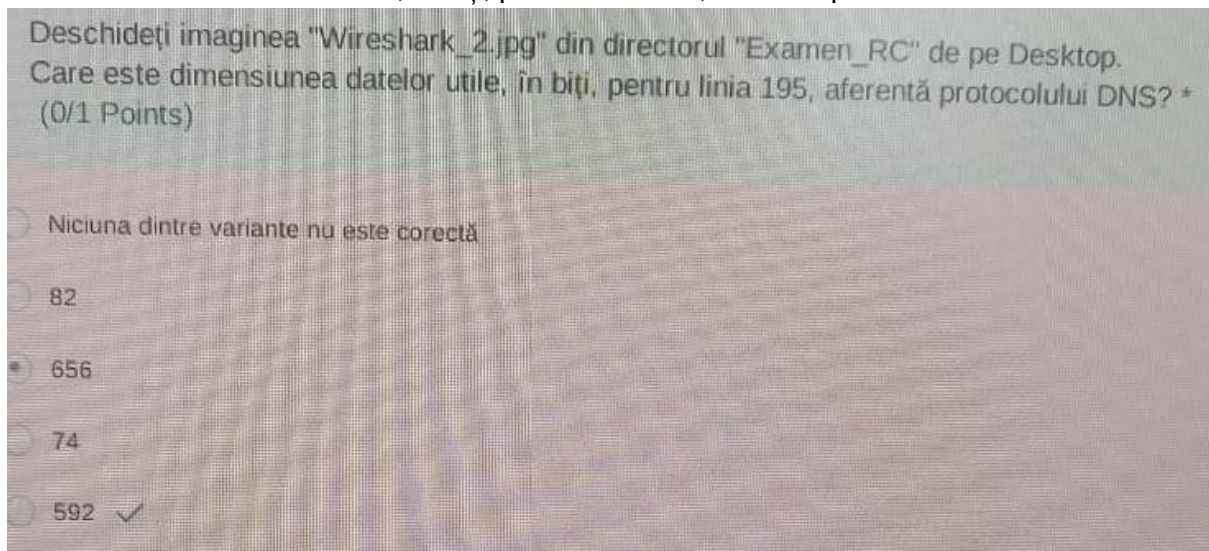 Deschideți imaginea "Wireshark_2.jpg" din directorul "Examen_RC" de pe Desktop.
Care este dimensiunea datelor utile, în biți, pentru linia 195, aferentă protocolului DNS? *
(0/1 Points)
Niciuna dintre variante nu este corectă
82
656
74
592